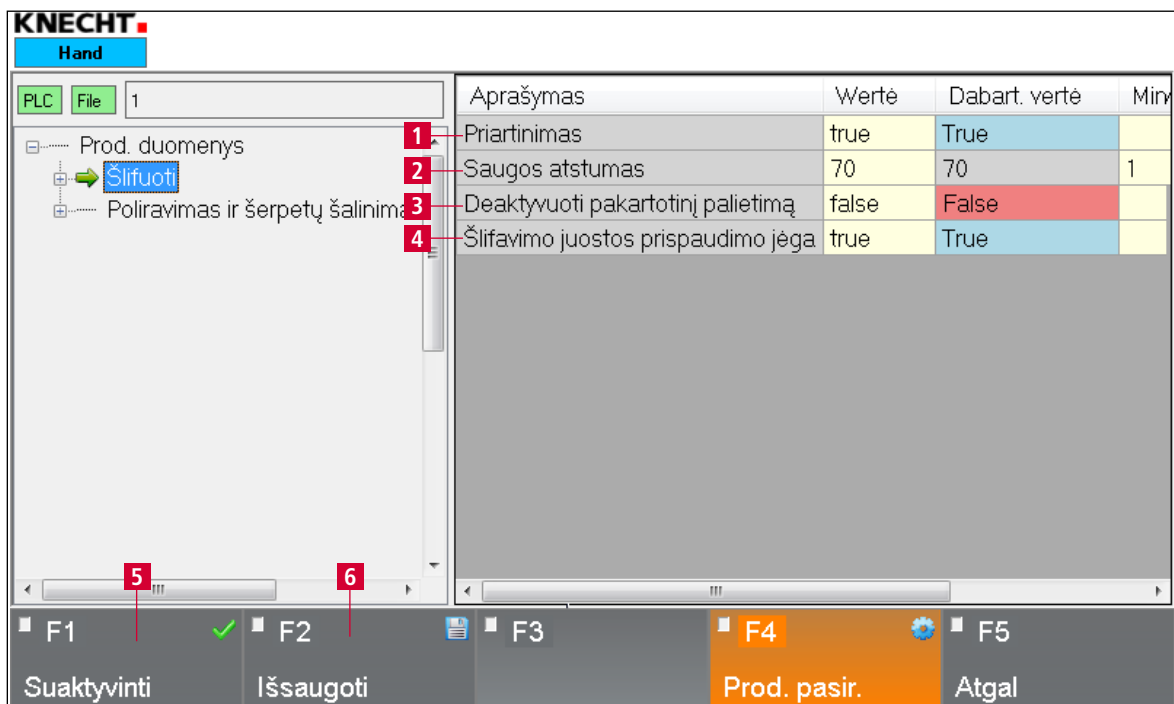 KNECHT
Hand
PLC File 1
Prod. duomenys
Šlifuoti
Poliravimas ir šerpetų šalinima
Aprašymas Wertė Dabart. vertė Min
1 Priartinimas true True
2 Saugos atstumas 70 70 1
3 Deaktyvuoti pakartotinį palietimą false False
4 Šlifavimo juostos prispaudimo jėga true True
5 6
F1 F2 F3 F4 F5
Suaktyvinti Išsaugoti Prod. pasir. Atgal